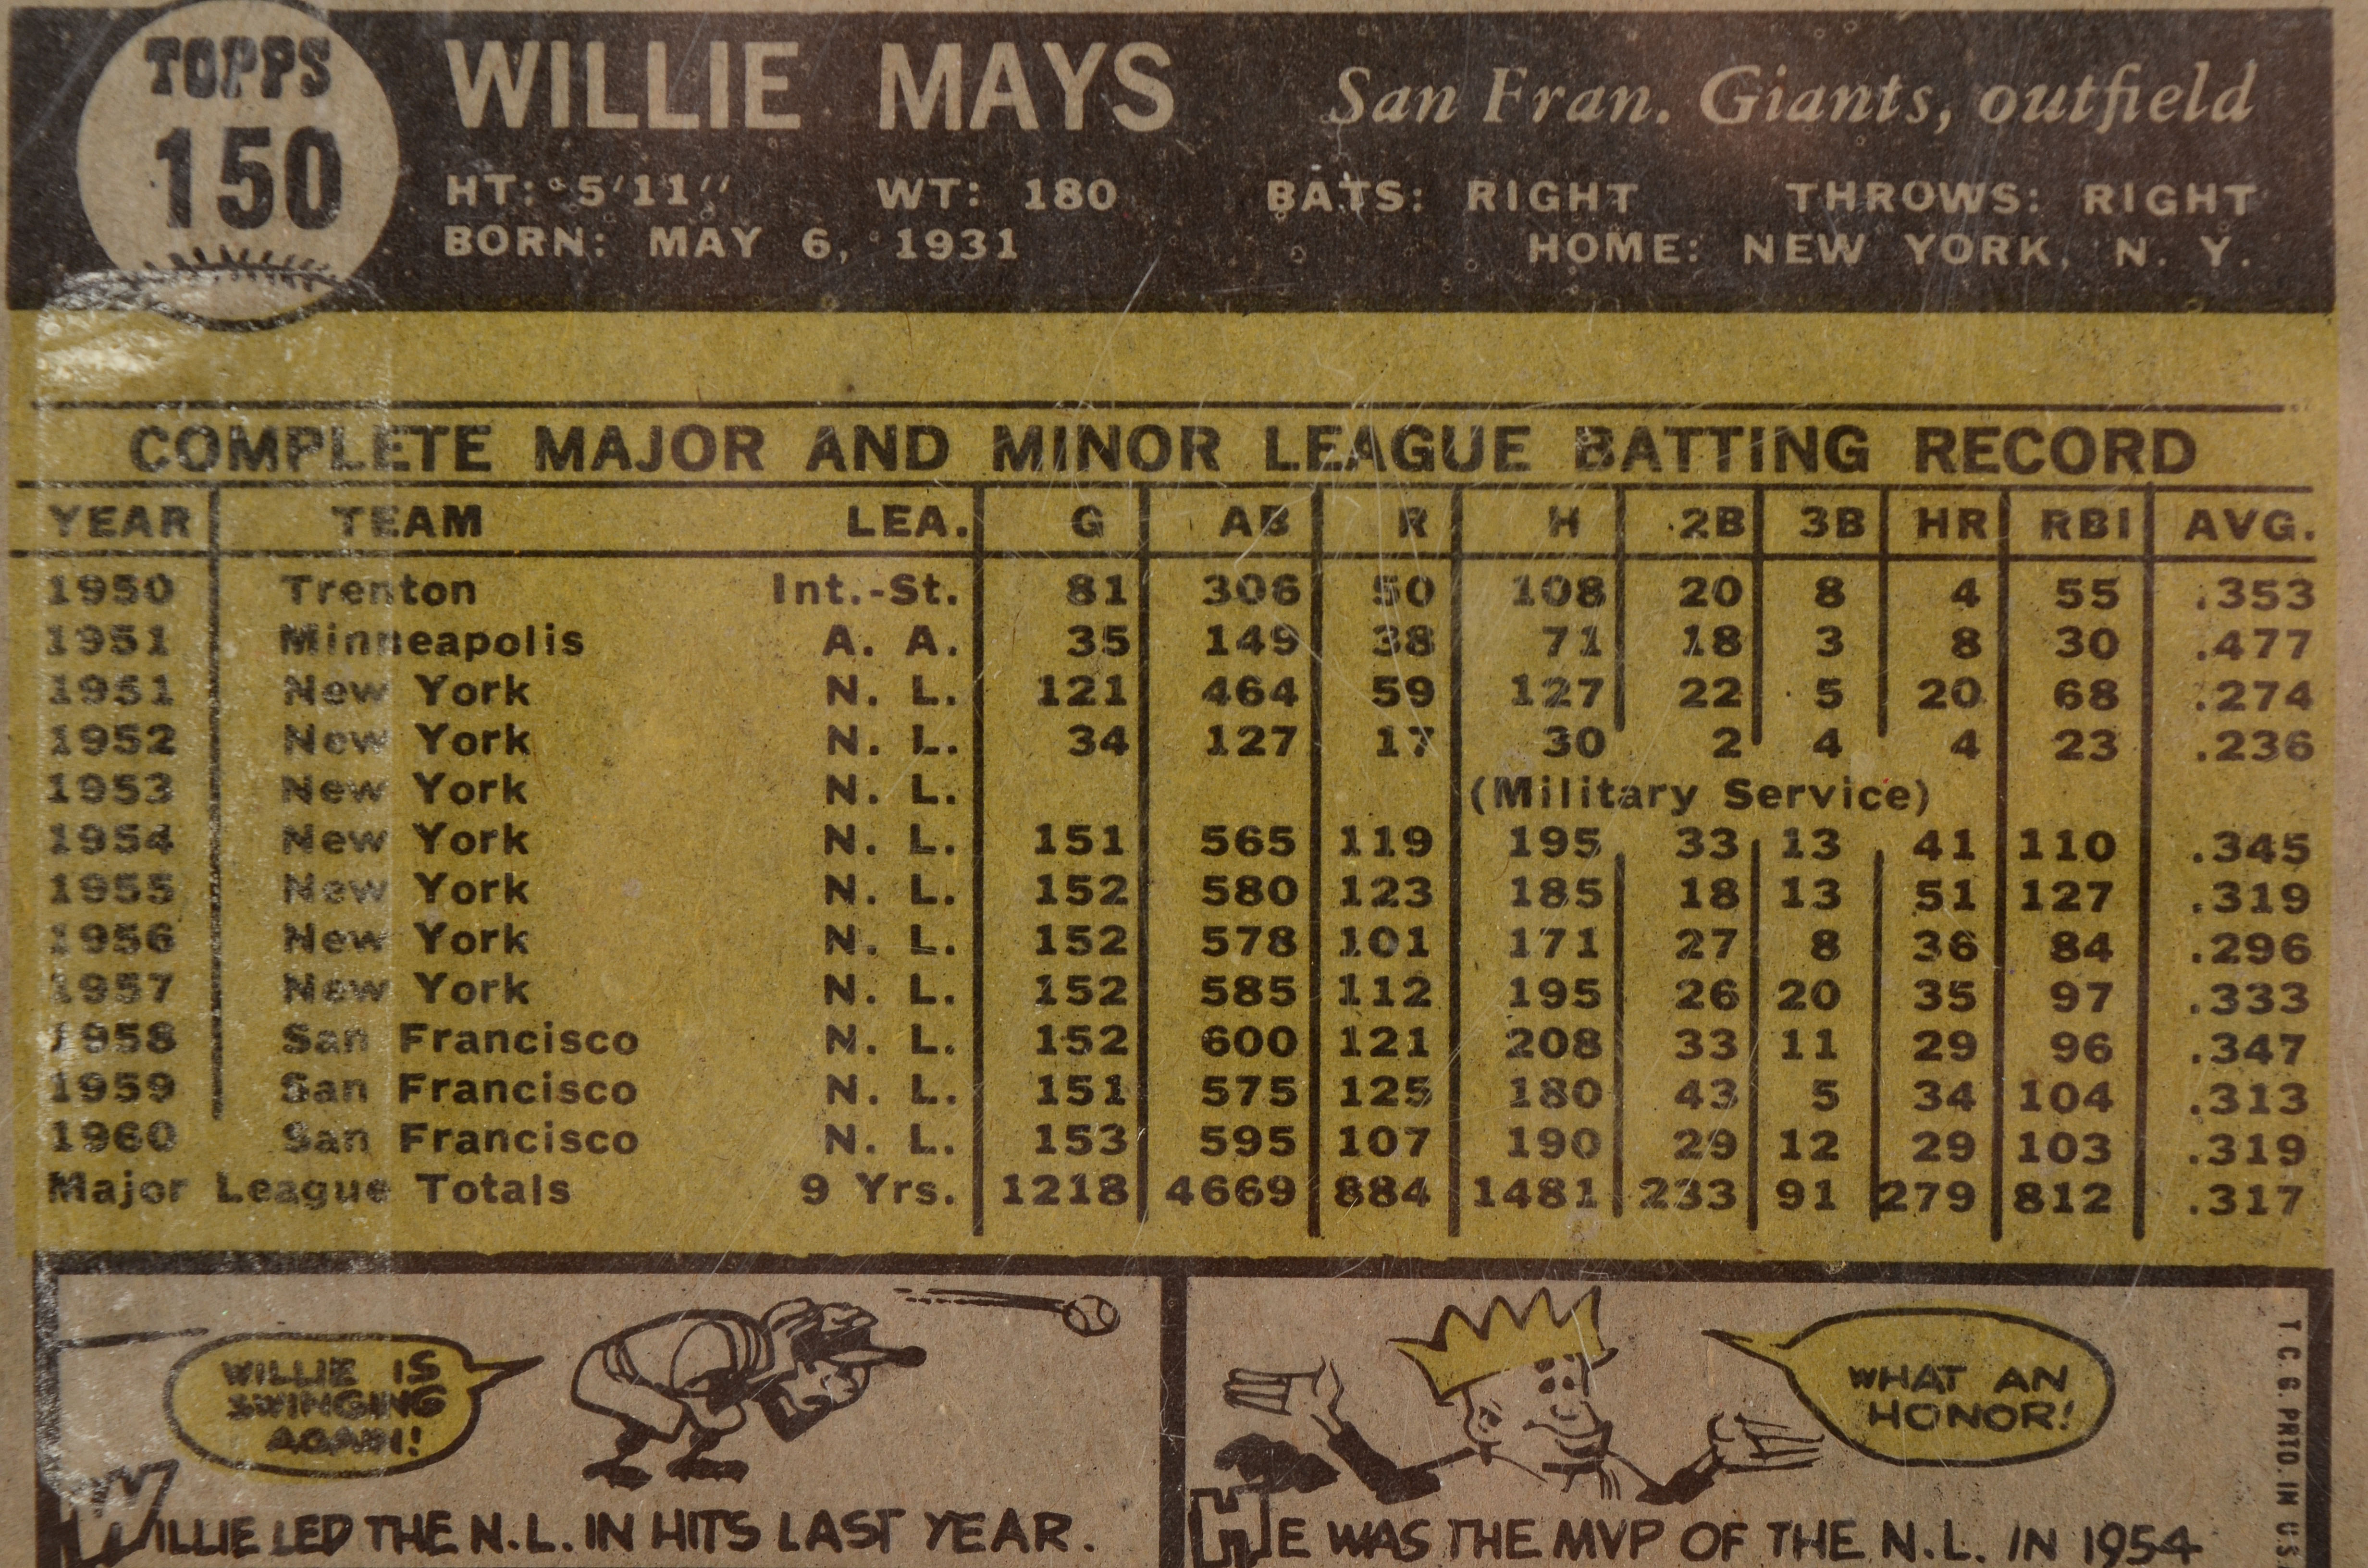 TOPPS
150
WILLIE MAYS San Fran. Giants, outfield
HT: 5'11" WT: 180 BATS: RIGHT THROWS: RIGHT
BORN: MAY 6, 1931 HOME: NEW YORK, N. Y.
COMPLETE MAJOR AND MINOR LEAGUE BATTING RECORD
YEAR TEAM LEA. G AB R H 2B 3B HR RBI AVG.
1950 Trenton Int.-St. 81 306 50 108 20 8 4 55 .353
1951 Minneapolis A. A. 35 149 38 71 18 3 8 30 .477
1951 New York N. L. 121 464 59 127 22 5 20 68 .274
1952 New York N. L. 34 127 17 30 2 4 4 23 .236
1953 New York N. L. (Military Service)
1954 New York N. L. 151 565 119 195 33 13 41 110 .345
1955 New York N. L. 152 580 123 185 18 13 51 127 .319
1956 New York N. L. 152 578 101 171 27 8 36 84 .296
1957 New York N. L. 152 585 112 195 26 20 35 97 .333
1958 San Francisco N. L. 152 600 121 208 33 11 29 96 .347
1959 San Francisco N. L. 151 575 125 180 43 5 34 104 .313
1960 San Francisco N. L. 153 595 107 190 29 12 29 103 .319
Major League Totals 9 Yrs. 1218 4669 884 1481 233 91 279 812 .317
WILLIE IS
SWINGING
AGAIN!
WILLIE LED THE N.L. IN HITS LAST YEAR.
WHAT AN
HONOR!
HE WAS THE MVP OF THE N.L. IN 1954
T. C. G. PRTD. IN U S